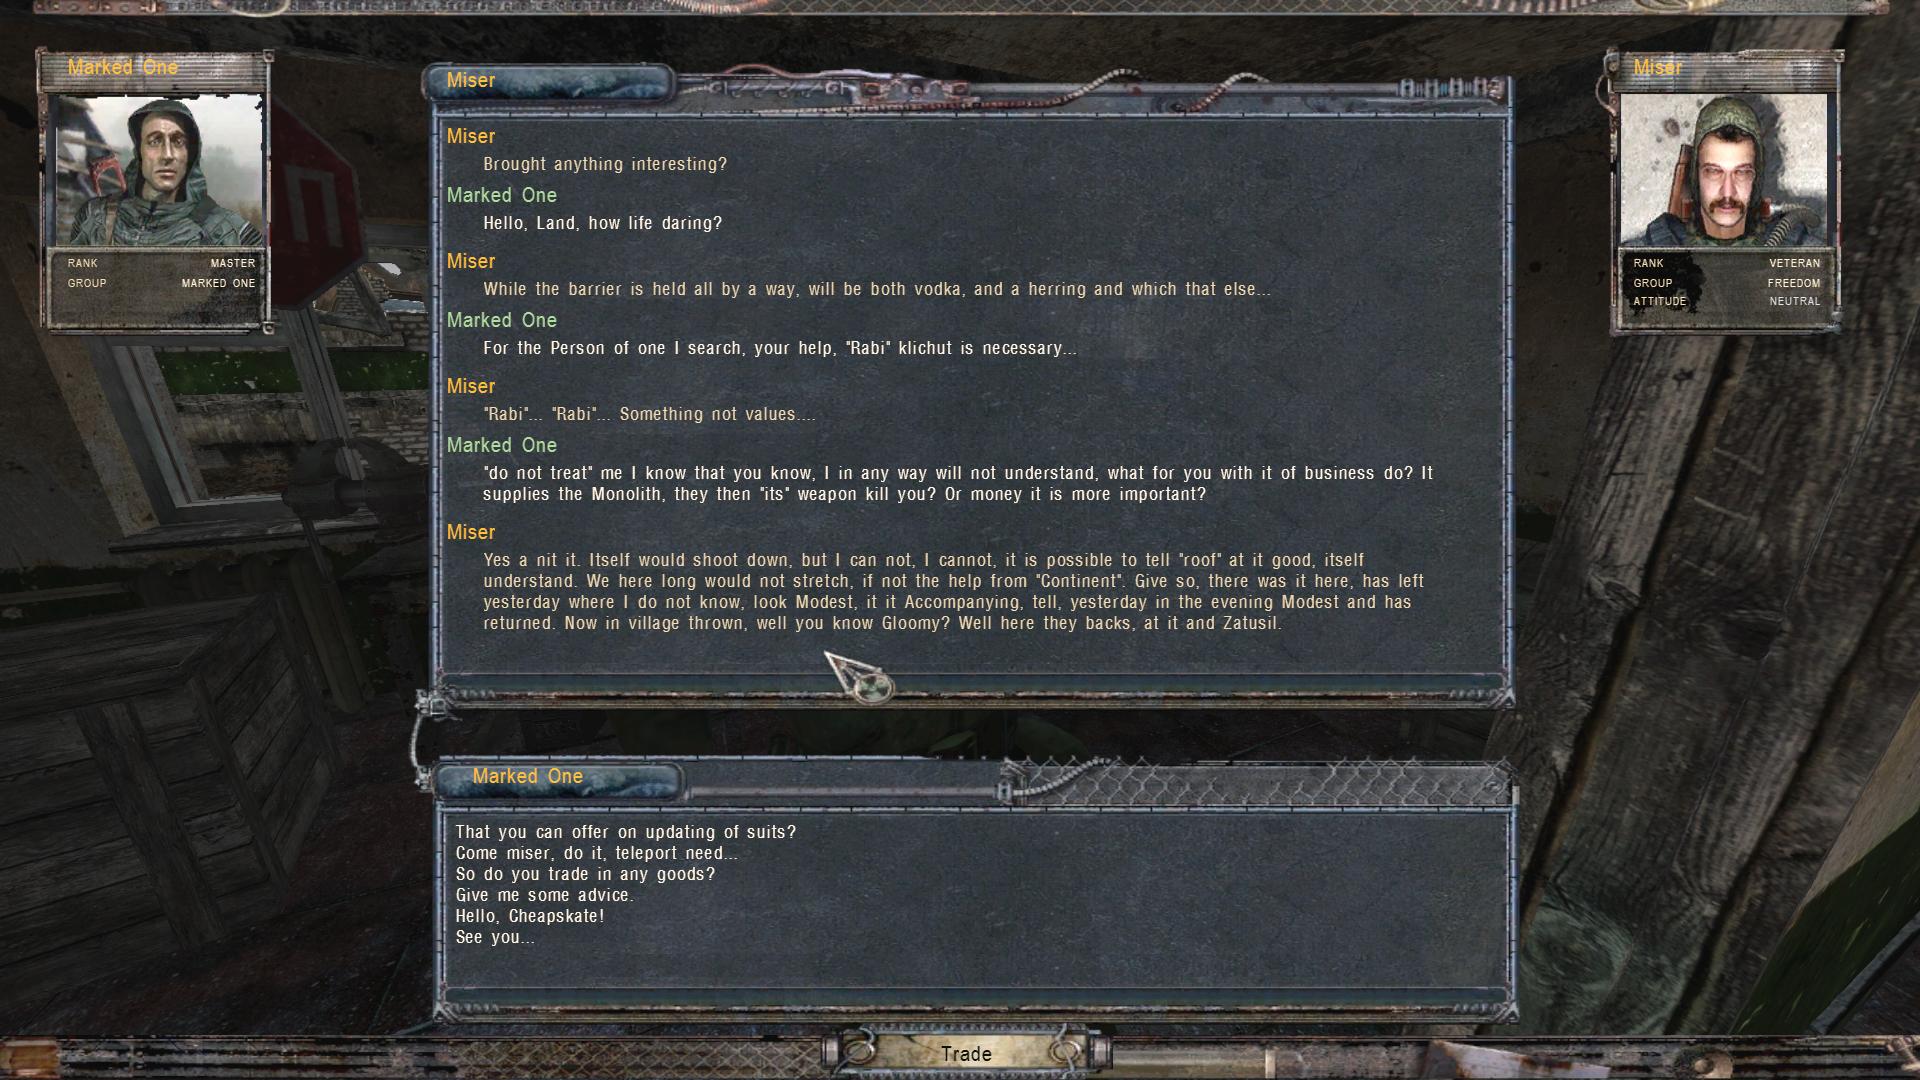 Marked One
RANK MASTER
GROUP MARKED ONE
Miser
Miser
Brought anything interesting?
Marked One
Hello, Land, how life daring?
Miser
While the barrier is held all by a way, will be both vodka, and a herring and which that else...
Marked One
For the Person of one I search, your help, "Rabi" klichut is necessary...
Miser
"Rabi"... "Rabi"... Something not values....
Marked One
"do not treat" me I know that you know, I in any way will not understand, what for you with it of business do? It
supplies the Monolith, they then "its" weapon kill you? Or money it is more important?
Miser
Yes a nit it. Itself would shoot down, but I can not, I cannot, it is possible to tell "roof" at it good, itself
understand. We here long would not stretch, if not the help from "Continent". Give so, there was it here, has left
yesterday where I do not know, look Modest, it it Accompanying, tell, yesterday in the evening Modest and has
returned. Now in village thrown, well you know Gloomy? Well here they backs, at it and Zatusil.
Miser
RANK VETERAN
GROUP FREEDOM
ATTITUDE NEUTRAL
П
Marked One
That you can offer on updating of suits?
Come miser, do it, teleport need...
So do you trade in any goods?
Give me some advice.
Hello, Cheapskate!
See you...
Trade